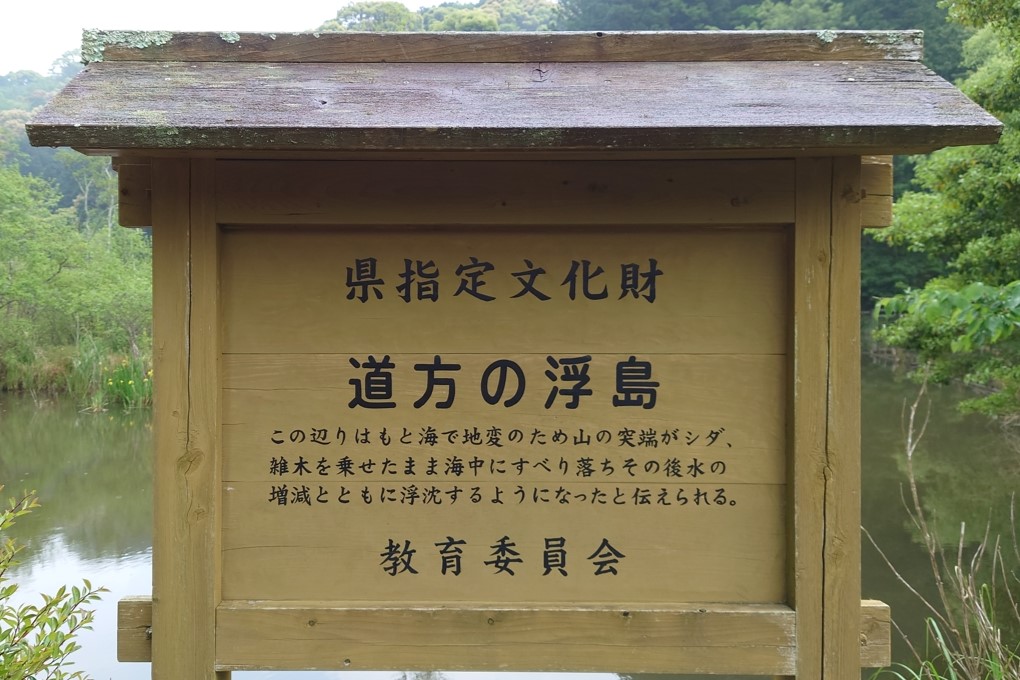 県指定文化財
道方の浮島
この辺りはもと海で地変のため山の突端がシダ、
雑木を乗せたまま海中にすべり落ちその後水の
増減とともに浮沈するようになったと伝えられる。
教育委員会